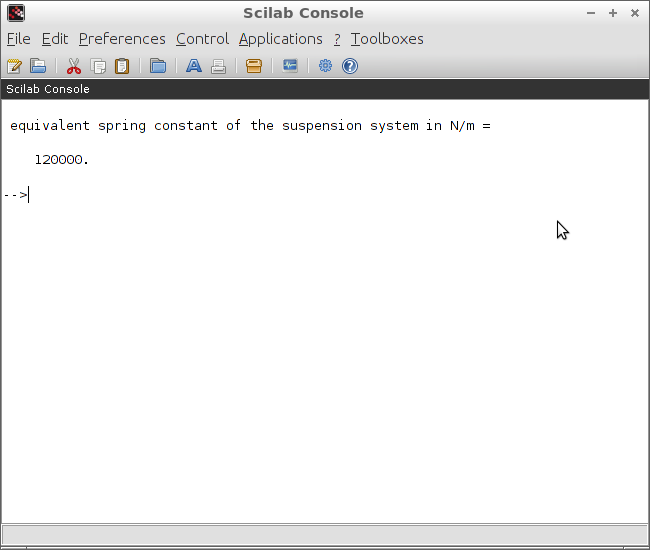 Scilab Console
File Edit Preferences Control Applications ? Toolboxes
Scilab Console
equivalent spring constant of the suspension system in N/m =
120000.
-->